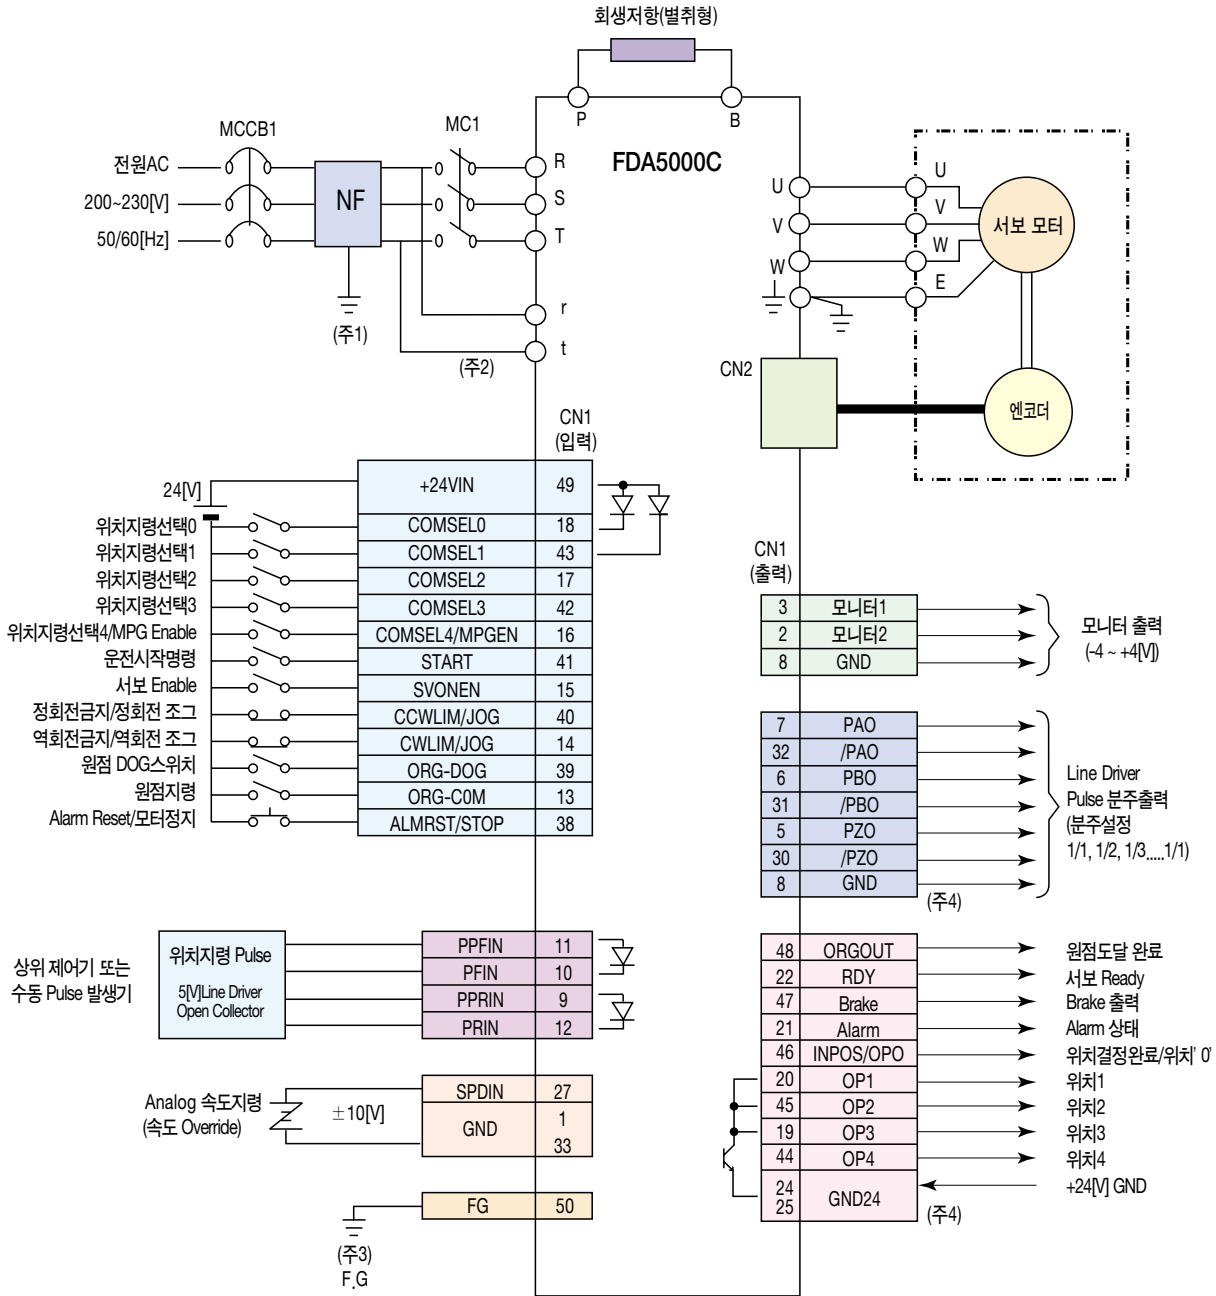 회생저항(별취형)
P
B
MCCB1
MC1
FDA5000C
전원AC
200~230[V]
50/60[Hz]
NF
R
S
T
r
t
(주1)
(주2)
U
V
W
U
V
W
E
서보 모터
엔코더
CN2
CN1
(입력)
24[V]
+24VIN 49
위치지령선택0 COMSEL0 18
위치지령선택1 COMSEL1 43
위치지령선택2 COMSEL2 17
위치지령선택3 COMSEL3 42
위치지령선택4/MPG Enable COMSEL4/MPGEN 16
운전시작명령 START 41
서보 Enable SVONEN 15
정회전금지/정회전 조그 CCWLIM/JOG 40
역회전금지/역회전 조그 CWLIM/JOG 14
원점 DOG스위치 ORG-DOG 39
원점지령 ORG-C0M 13
Alarm Reset/모터정지 ALMRST/STOP 38
상위 제어기 또는
수동 Pulse 발생기
위치지령 Pulse
5[V]Line Driver
Open Collector
PPFIN 11
PFIN 10
PPRIN 9
PRIN 12
Analog 속도지령
(속도 Override)
±10[V]
SPDIN 27
GND 1
33
FG 50
(주3)
F.G
CN1
(출력)
3 모니터1
2 모니터2
8 GND
모니터 출력
(-4 ~ +4[V])
7 PAO
32 /PAO
6 PBO
31 /PBO
5 PZO
30 /PZO
8 GND
(주4)
Line Driver
Pulse 분주출력
(분주설정
1/1, 1/2, 1/3.....1/1)
48 ORGOUT 원점도달 완료
22 RDY 서보 Ready
47 Brake Brake 출력
21 Alarm Alarm 상태
46 INPOS/OPO 위치결정완료/위치' 0'
20 OP1 위치1
45 OP2 위치2
19 OP3 위치3
44 OP4 위치4
24
25
GND24 +24[V] GND
(주4)